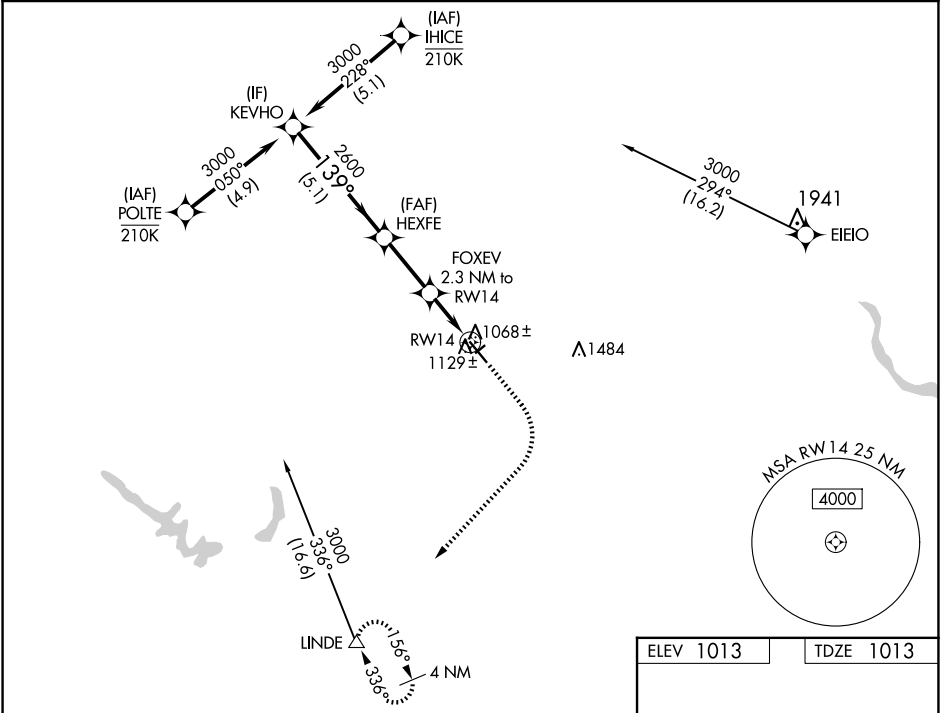 (IAF)
IHICE
210K
3000
228°
(5.1)
(IF)
KEVHO
3000
050°
(4.9)
(IAF)
POLTE
210K
2600
139°
(5.1)
(FAF)
HEXFE
FOXEV
2.3 NM to
RW14
RW14
1068±
1129±
1484
3000
294°
(16.2)
1941
EIEIO
MSA RW14 25 NM
4000
3000
336°
(16.6)
LINDE
156°
336°
4 NM
ELEV 1013
TDZE 1013